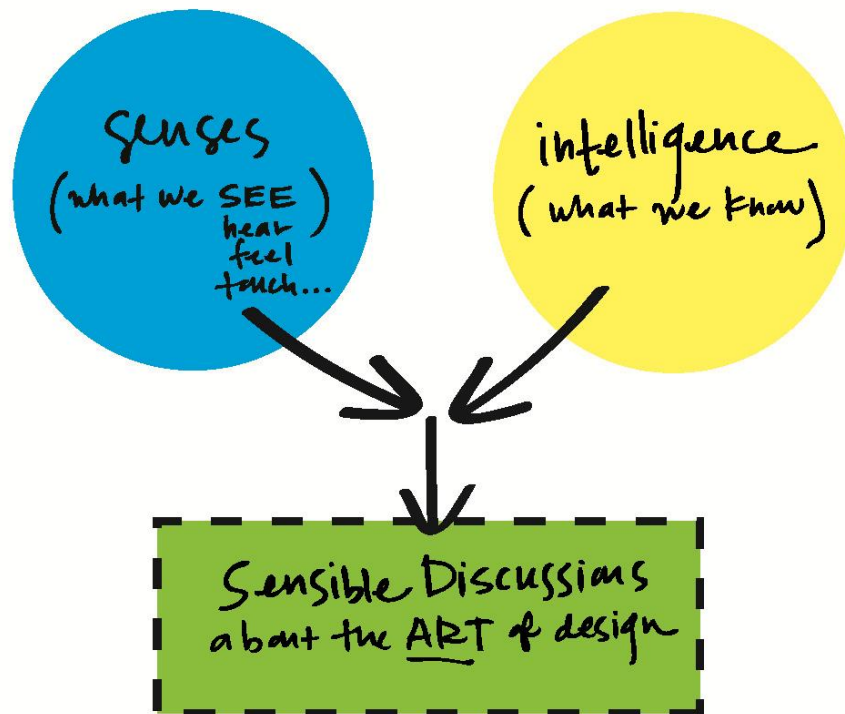 senses
(what we SEE)
hear
feel
touch...
intelligence
(what we know)
Sensible Discussions
about the ART of design